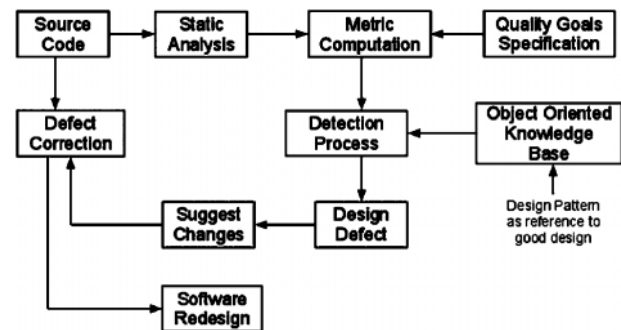 Source
Code
Static
Analysis
Metric
Computation
Quality Goals
Specification
Defect
Correction
Detection
Process
Object Oriented
Knowledge
Base
Suggest
Changes
Design
Defect
Design Pattern
as reference to
good design
Software
Redesign